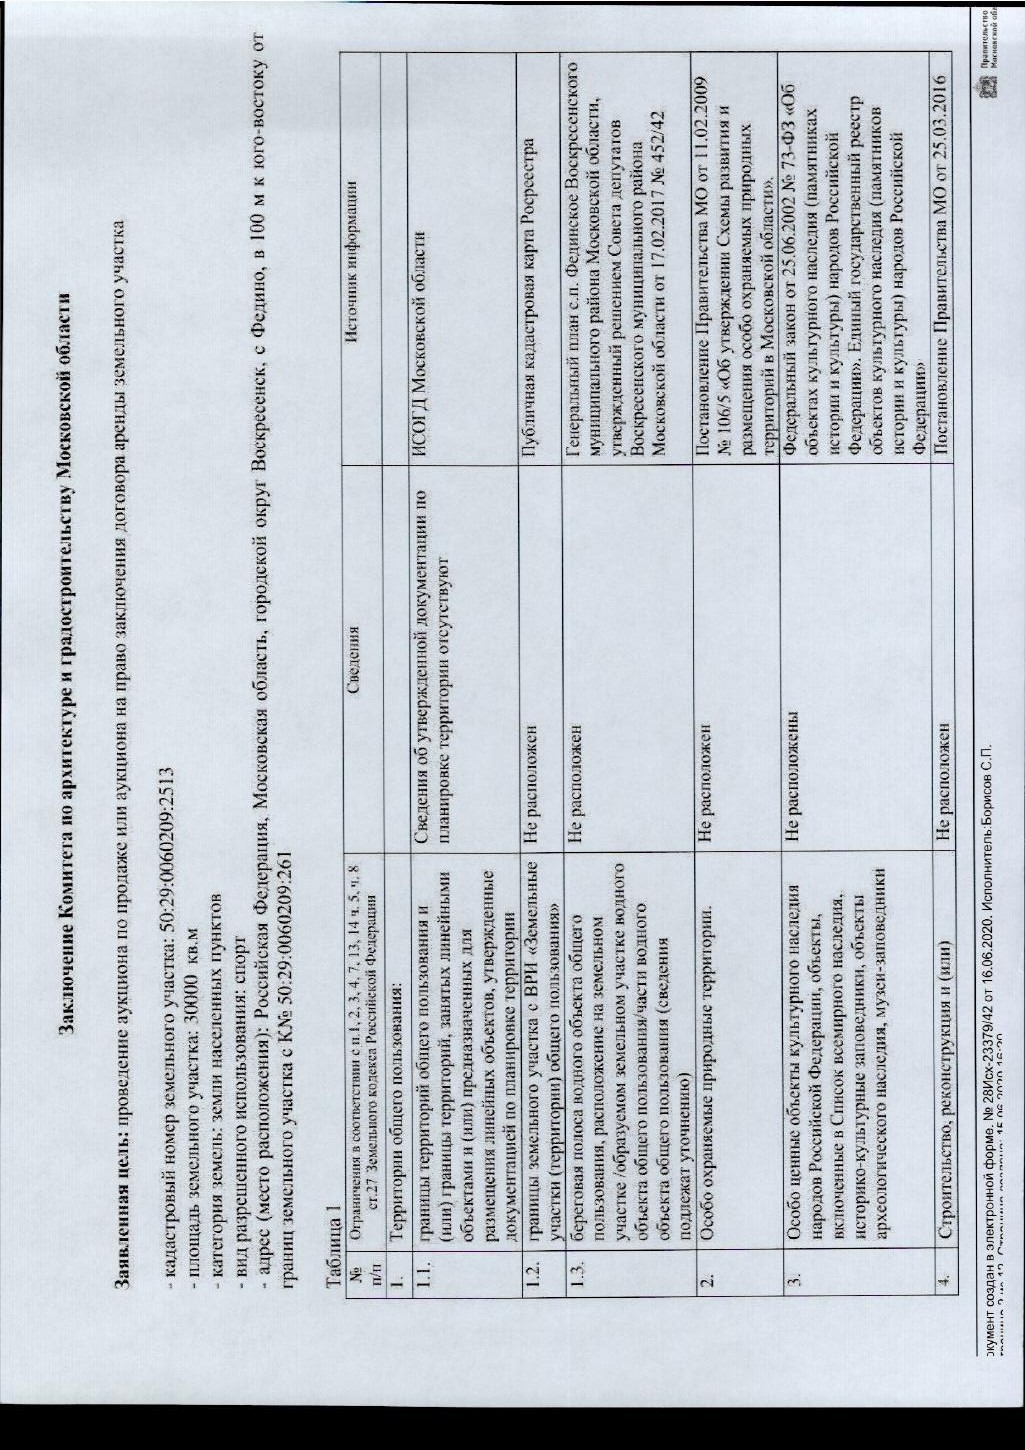 Заключение Комитета по архитектуре и градостроительству Московской области
Заявленная цель: проведение аукциона по продаже или аукциона на право заключения договора аренды земельного участка
- кадастровый номер земельного участка: 50:29:0060209:2513
- площадь земельного участка: 30000 кв.м
- категория земель: земли населенных пунктов
- вид разрешенного использования: спорт
- адрес (место расположения): Российская Федерация, Московская область, городской округ Воскресенск, с Федино, в 100 м к юго-востоку от
границ земельного участка с К№ 50:29:0060209:261
Таблица 1
№
п/п
Ограничения в соответствии с п.1, 2, 3, 4, 7, 13, 14 ч. 5, ч. 8
ст.27 Земельного кодекса Российской Федерации
Сведения
Источник информации
1.
Территории общего пользования:
1.1.
границы территорий общего пользования и
(или) границы территорий, занятых линейными
объектами и (или) предназначенных для
размещения линейных объектов, утвержденные
документацией по планировке территории
Сведения об утвержденной документации по
планировке территории отсутствуют
ИСОГД Московской области
1.2.
границы земельного участка с ВРИ «Земельные
участки (территории) общего пользования»
Не расположен
Публичная кадастровая карта Росреестра
1.3.
береговая полоса водного объекта общего
пользования, расположение на земельном
участке /образуемом земельном участке водного
объекта общего пользования/части водного
объекта общего пользования (сведения
подлежат уточнению)
Не расположен
Генеральный план с.п. Фединское Воскресенского
муниципального района Московской области,
утвержденный решением Совета депутатов
Воскресенского муниципального района
Московской области от 17.02.2017 № 452/42
2.
Особо охраняемые природные территории.
Не расположен
Постановление Правительства МО от 11.02.2009
№ 106/5 «Об утверждении Схемы развития и
размещения особо охраняемых природных
территорий в Московской области».
3.
Особо ценные объекты культурного наследия
народов Российской Федерации, объекты,
включенные в Список всемирного наследия,
историко-культурные заповедники, объекты
археологического наследия, музеи-заповедники
Не расположены
Федеральный закон от 25.06.2002 № 73-ФЗ «Об
объектах культурного наследия (памятниках
истории и культуры) народов Российской
Федерации». Единый государственный реестр
объектов культурного наследия (памятников
истории и культуры) народов Российской
Федерации»
4.
Строительство, реконструкция и (или)
Не расположен
Постановление Правительства МО от 25.03.2016
окумент создан в электронной форме. № 28Исх-23379/42 от 16.06.2020. Исполнитель:Борисов С.П.
Правительство
Московской обл